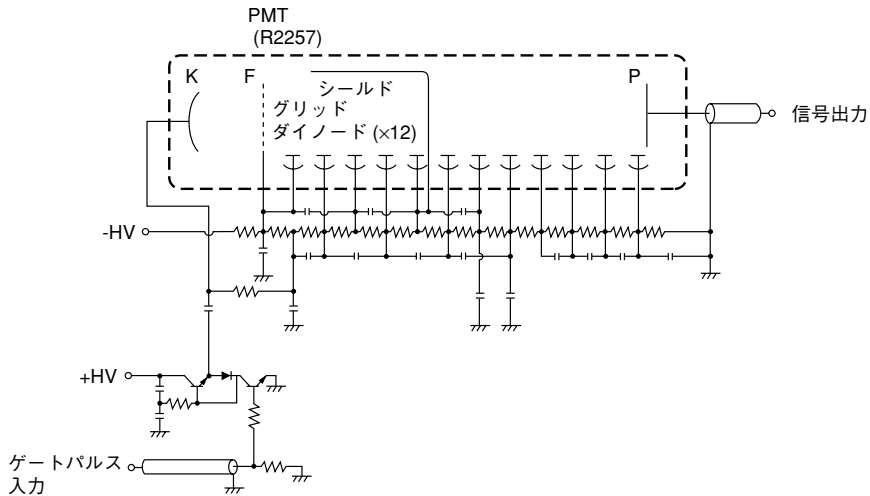 PMT
(R2257)
K
F
P
シールド
グリッド
ダイノード (×12)
信号出力
-HV
+HV
ゲートパルス
入力